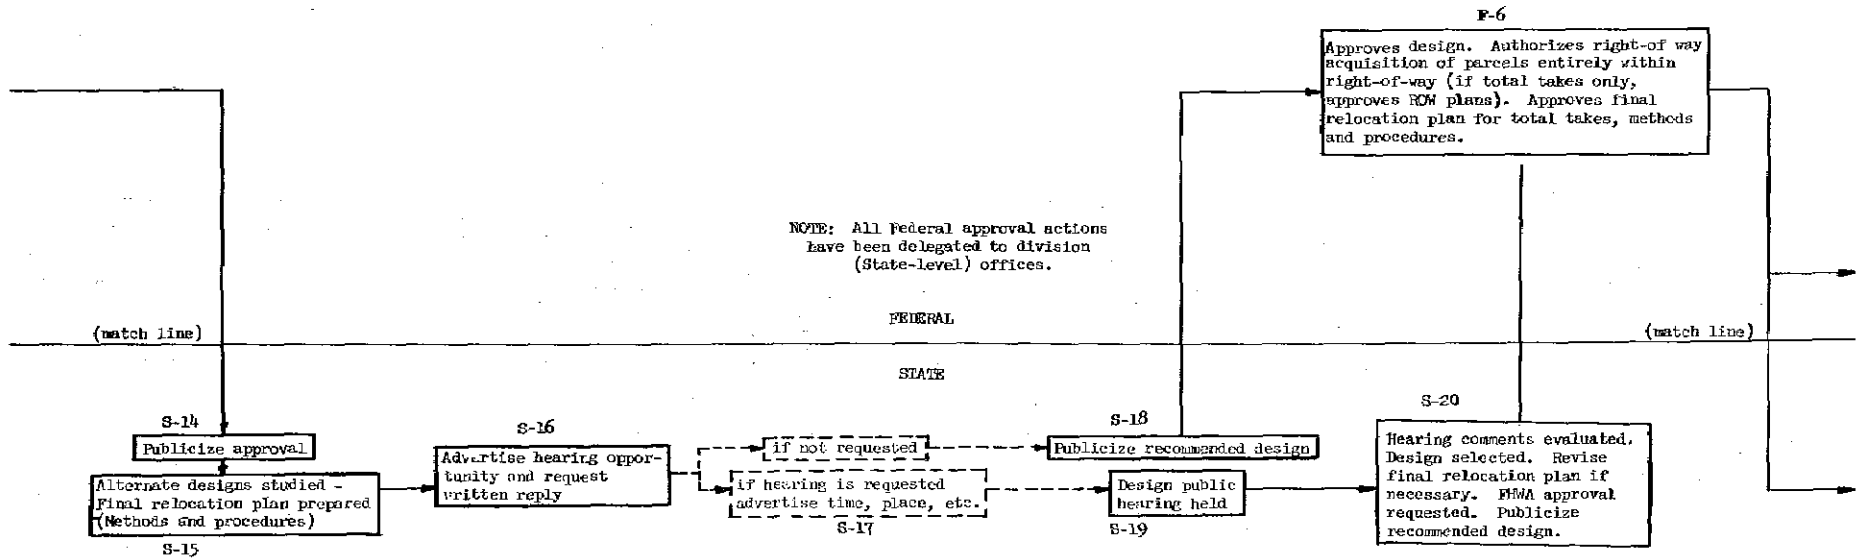 F-6
Approves design. Authorizes right-of way
acquisition of parcels entirely within
right-of-way (if total takes only,
approves ROW plans). Approves final
relocation plan for total takes, methods
and procedures.
NOTE: All Federal approval actions
have been delegated to division
(State-level) offices.
FEDERAL
(match line)
(match line)
STATE
S-14
Publicize approval
Alternate designs studied -
Final relocation plan prepared
(Methods and procedures)
S-15
S-16
Advertise hearing oppor-
tunity and request
written reply
if not requested
if hearing is requested
advertise time, place, etc.
S-17
S-18
Publicize recommended design
Design public
hearing held
S-19
S-20
Hearing comments evaluated.
Design selected. Revise
final relocation plan if
necessary. FHWA approval
requested. Publicize
recommended design.